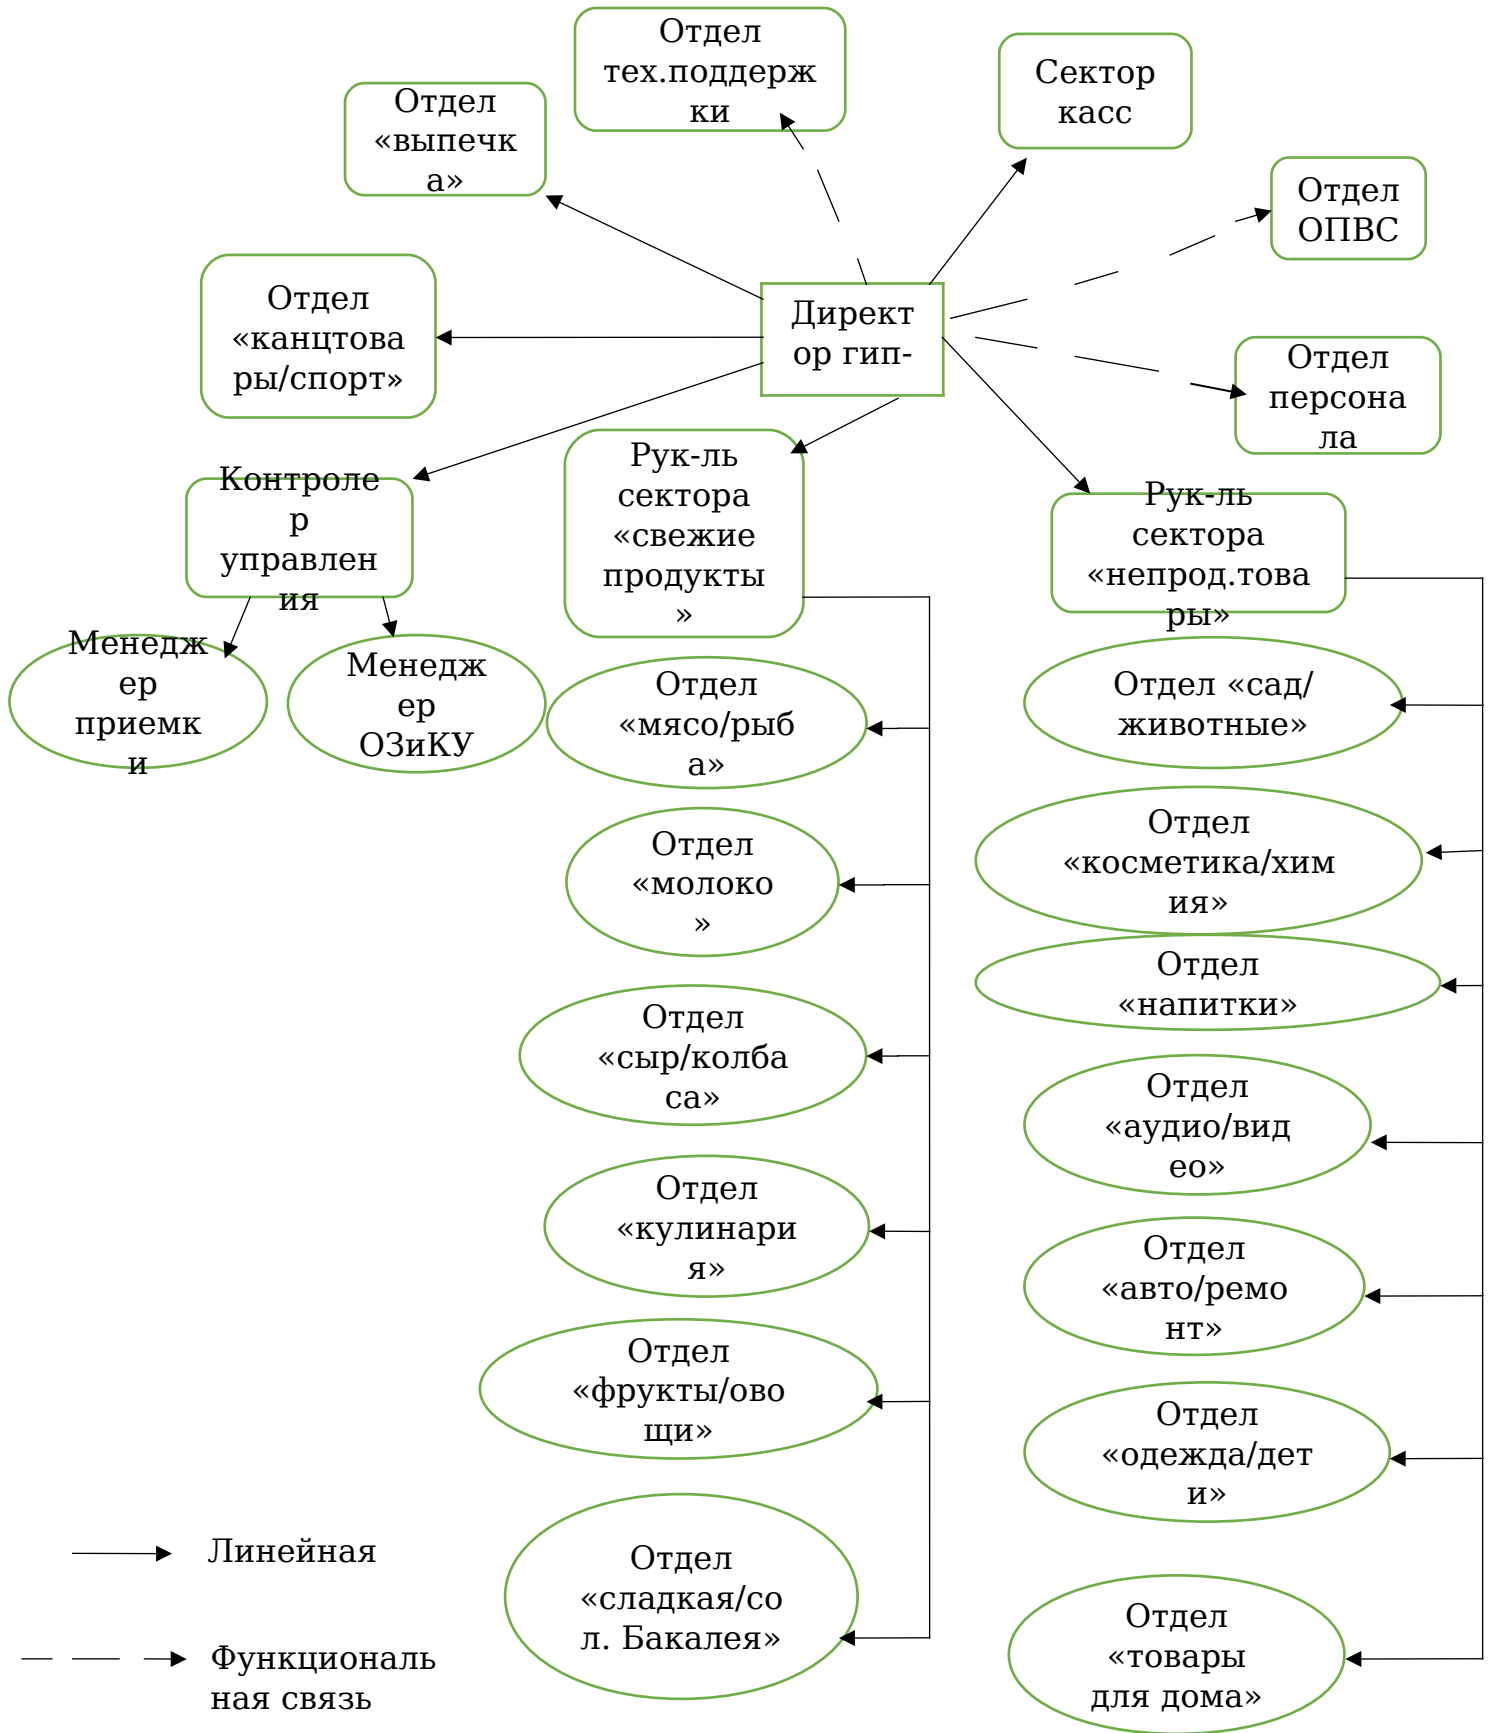 Отдел
тех.поддерж
ки
Сектор
касс
Отдел
«выпечк
а»
Отдел
ОПВС
Отдел
«канцтова
ры/спорт»
Директ
ор гип-
Отдел
персона
ла
Контроле
р
управлен
ия
Рук-ль
сектора
«свежие
продукты
»
Рук-ль
сектора
«непрод.това
ры»
Менедж
ер
приемк
и
Менедж
ер
ОЗиКУ
Отдел
«мясо/рыб
а»
Отдел
«молоко
»
Отдел
«сыр/колба
са»
Отдел
«кулинари
я»
Отдел
«фрукты/ово
щи»
Отдел
«сладкая/со
л. Бакалея»
Отдел «сад/
животные»
Отдел
«косметика/хим
ия»
Отдел
«напитки»
Отдел
«аудио/вид
ео»
Отдел
«авто/ремо
нт»
Отдел
«одежда/дет
и»
Отдел
«товары
для дома»
Линейная
Функциональ
ная связь